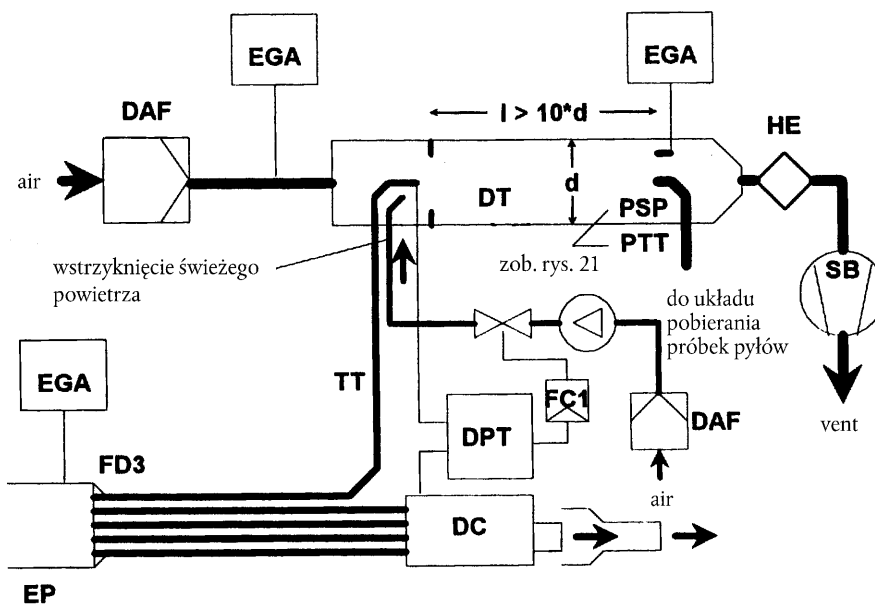 EGA
EGA
DAF
l > 10*d
HE
air
d
DT
PSP
PTT
SB
wstrzyknięcie świeżego
powietrza
zob. rys. 21
do układu
pobierania
próbek pyłów
EGA
TT
FC1
DPT
DAF
vent
FD3
air
DC
EP